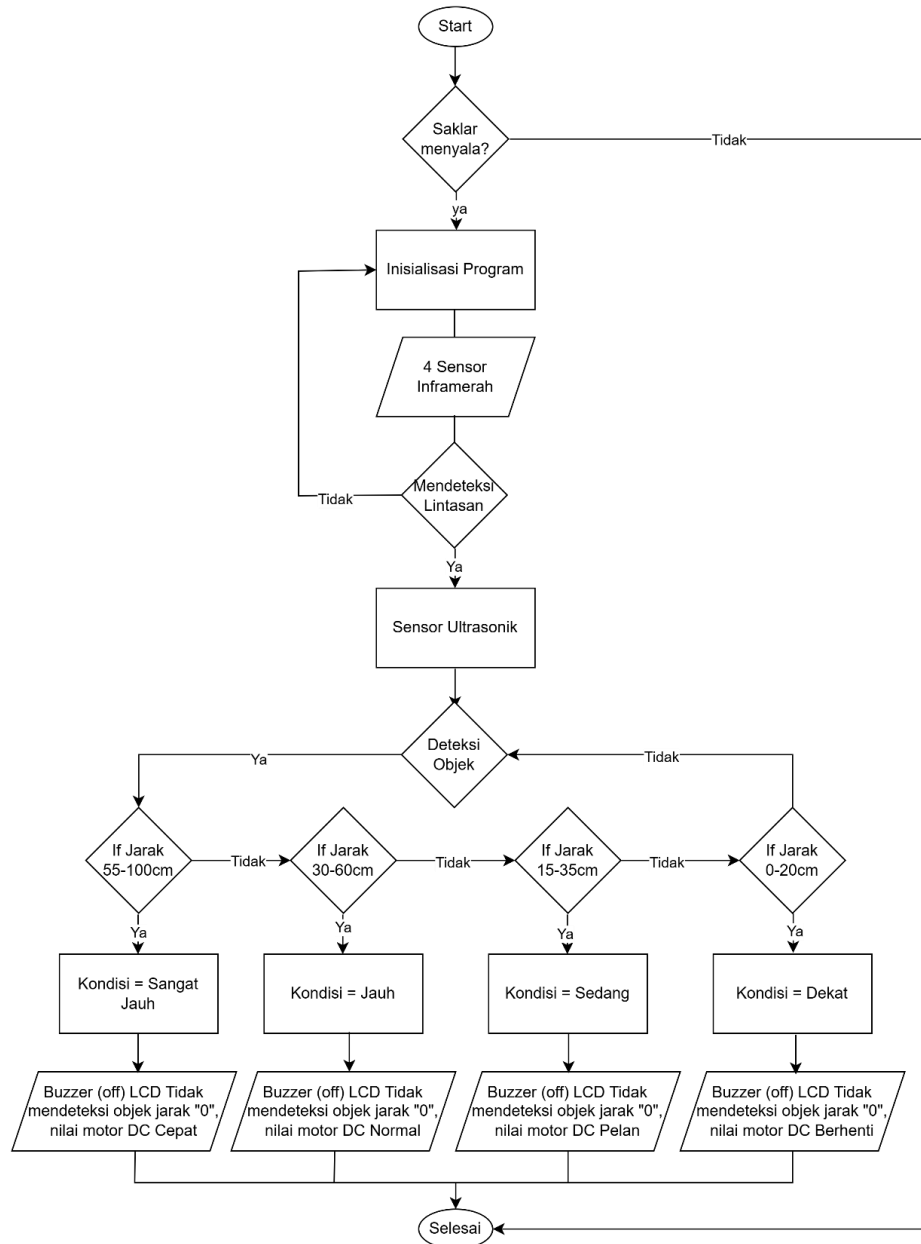 Start
Saklar
menyala?
Tidak
ya
Inisialisasi Program
4 Sensor
Inframerah
Mendeteksi
Lintasan
Tidak
Ya
Sensor Ultrasonik
Deteksi
Objek
Ya
Tidak
If Jarak
55-100cm
Tidak
If Jarak
30-60cm
Tidak
If Jarak
15-35cm
Tidak
If Jarak
0-20cm
Ya
Ya
Ya
Ya
Kondisi = Sangat
Jauh
Kondisi = Jauh
Kondisi = Sedang
Kondisi = Dekat
Buzzer (off) LCD Tidak
mendeteksi objek jarak "0",
nilai motor DC Cepat
Buzzer (off) LCD Tidak
mendeteksi objek jarak "0",
nilai motor DC Normal
Buzzer (off) LCD Tidak
mendeteksi objek jarak "0",
nilai motor DC Pelan
Buzzer (off) LCD Tidak
mendeteksi objek jarak "0",
nilai motor DC Berhenti
Selesai